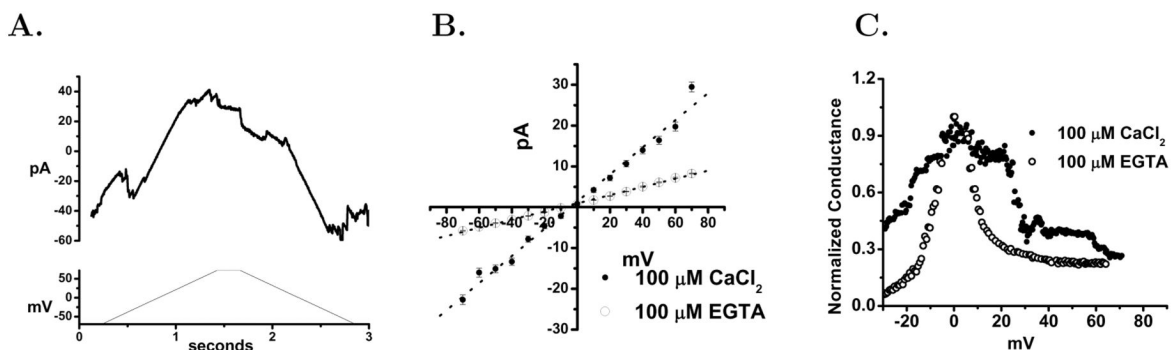 A.
40
20
0
-20
-40
-60
pA
50
0
-50
mV
0
1
2
3
seconds
B.
pA
30
20
10
-10
-20
-30
-80
-60
-40
-20
20
40
60
80
mV
100 μM CaCl₂
100 μM EGTA
C.
Normalized Conductance
1.2
0.9
0.6
0.3
0.0
-20
0
20
40
60
80
mV
100 μM CaCl₂
100 μM EGTA